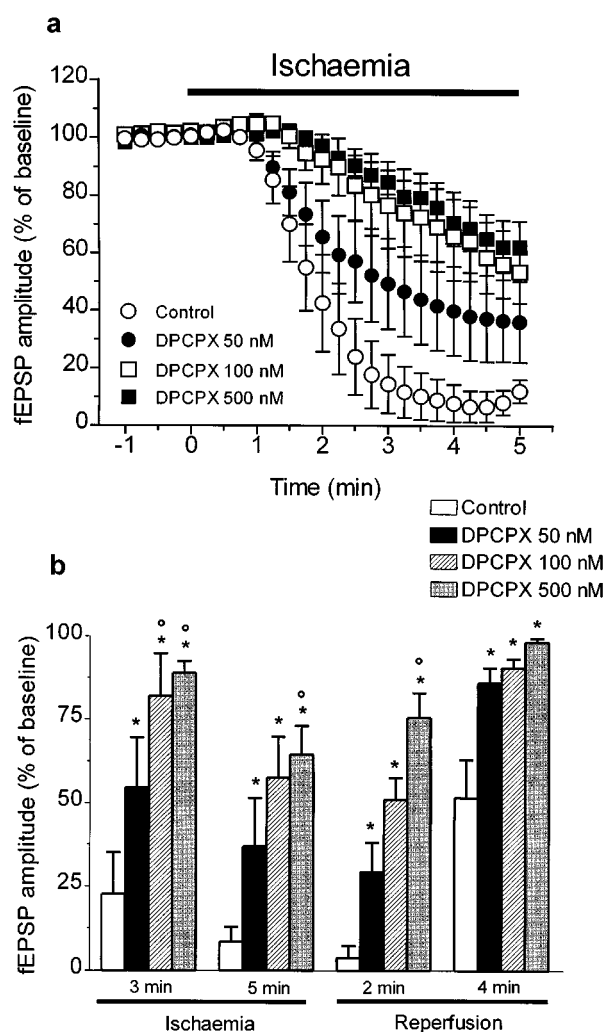 a
Ischaemia
120
100
80
60
40
20
0
fEPSP amplitude (% of baseline)
Control
DPCPX 50 nM
DPCPX 100 nM
DPCPX 500 nM
-1 0 1 2 3 4 5
Time (min)
Control
DPCPX 50 nM
DPCPX 100 nM
DPCPX 500 nM
b
100
75
50
25
0
fEPSP amplitude (% of baseline)
° ° ° °
* * * * * * * * * * * *
3 min 5 min 2 min 4 min
Ischaemia Reperfusion